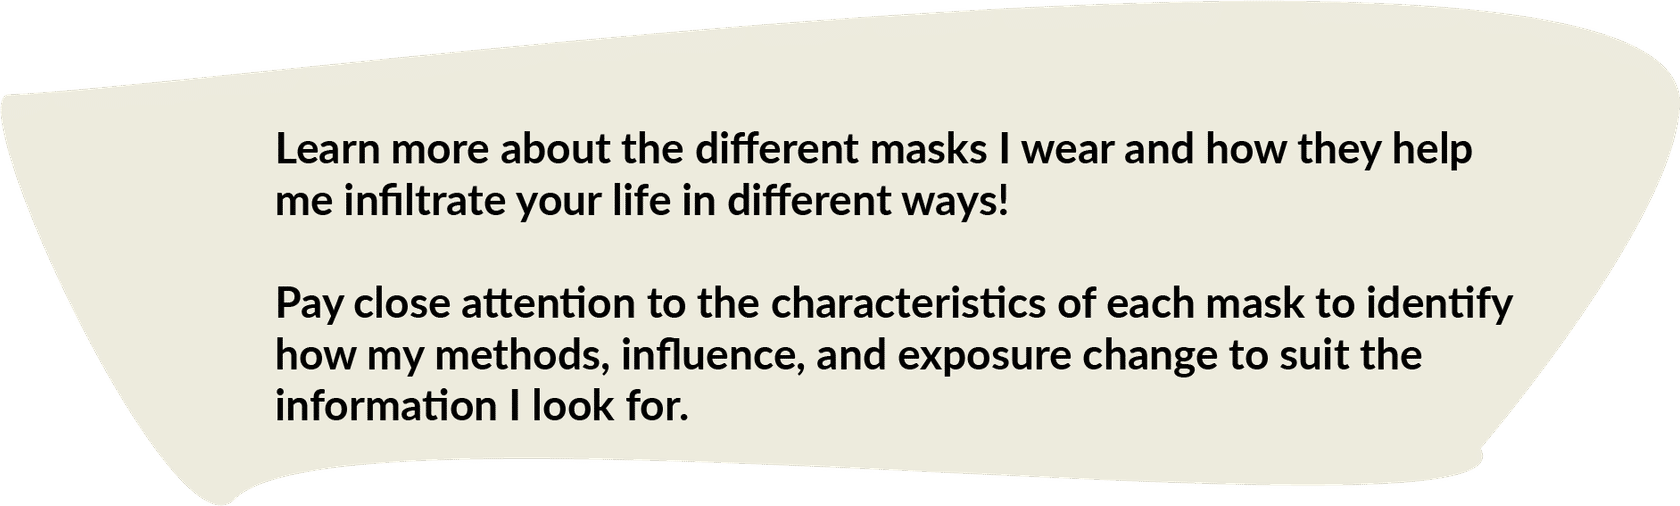 Learn more about the different masks I wear and how they help
me infiltrate your life in different ways!
Pay close attention to the characteristics of each mask to identify
how my methods, influence, and exposure change to suit the
information I look for.